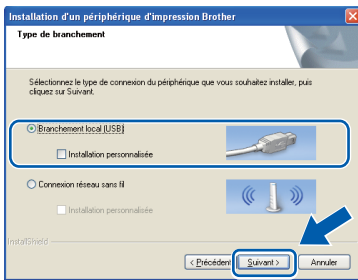 Installation d'un périphérique d'impression Brother
Type de branchement
Sélectionnez le type de connexion du périphérique que vous souhaitez installer, puis
cliquez sur Suivant.
Branchement local (USB)
Installation personnalisée
Connexion réseau sans fil
Installation personnalisée
InstallShield
< Précédent Suivant > Annuler